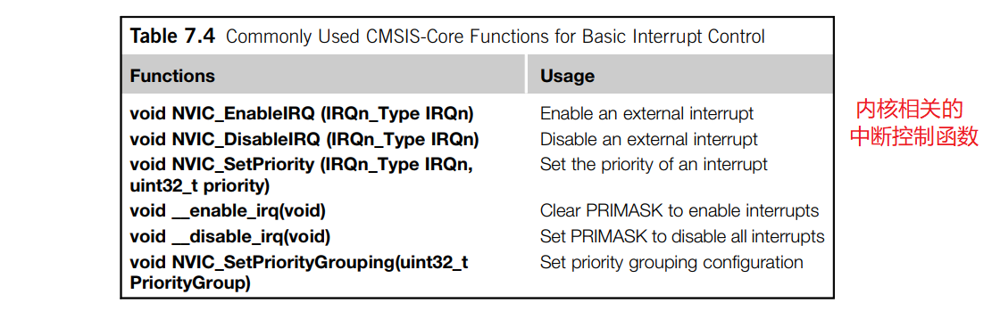 Table 7.4 Commonly Used CMSIS-Core Functions for Basic Interrupt Control
Functions Usage
void NVIC_EnableIRQ (IRQn_Type IRQn) Enable an external interrupt
void NVIC_DisableIRQ (IRQn_Type IRQn) Disable an external interrupt
void NVIC_SetPriority (IRQn_Type IRQn, Set the priority of an interrupt
uint32_t priority)
void __enable_irq(void) Clear PRIMASK to enable interrupts
void __disable_irq(void) Set PRIMASK to disable all interrupts
void NVIC_SetPriorityGrouping(uint32_t Set priority grouping configuration
PriorityGroup)
内核相关的
中断控制函数